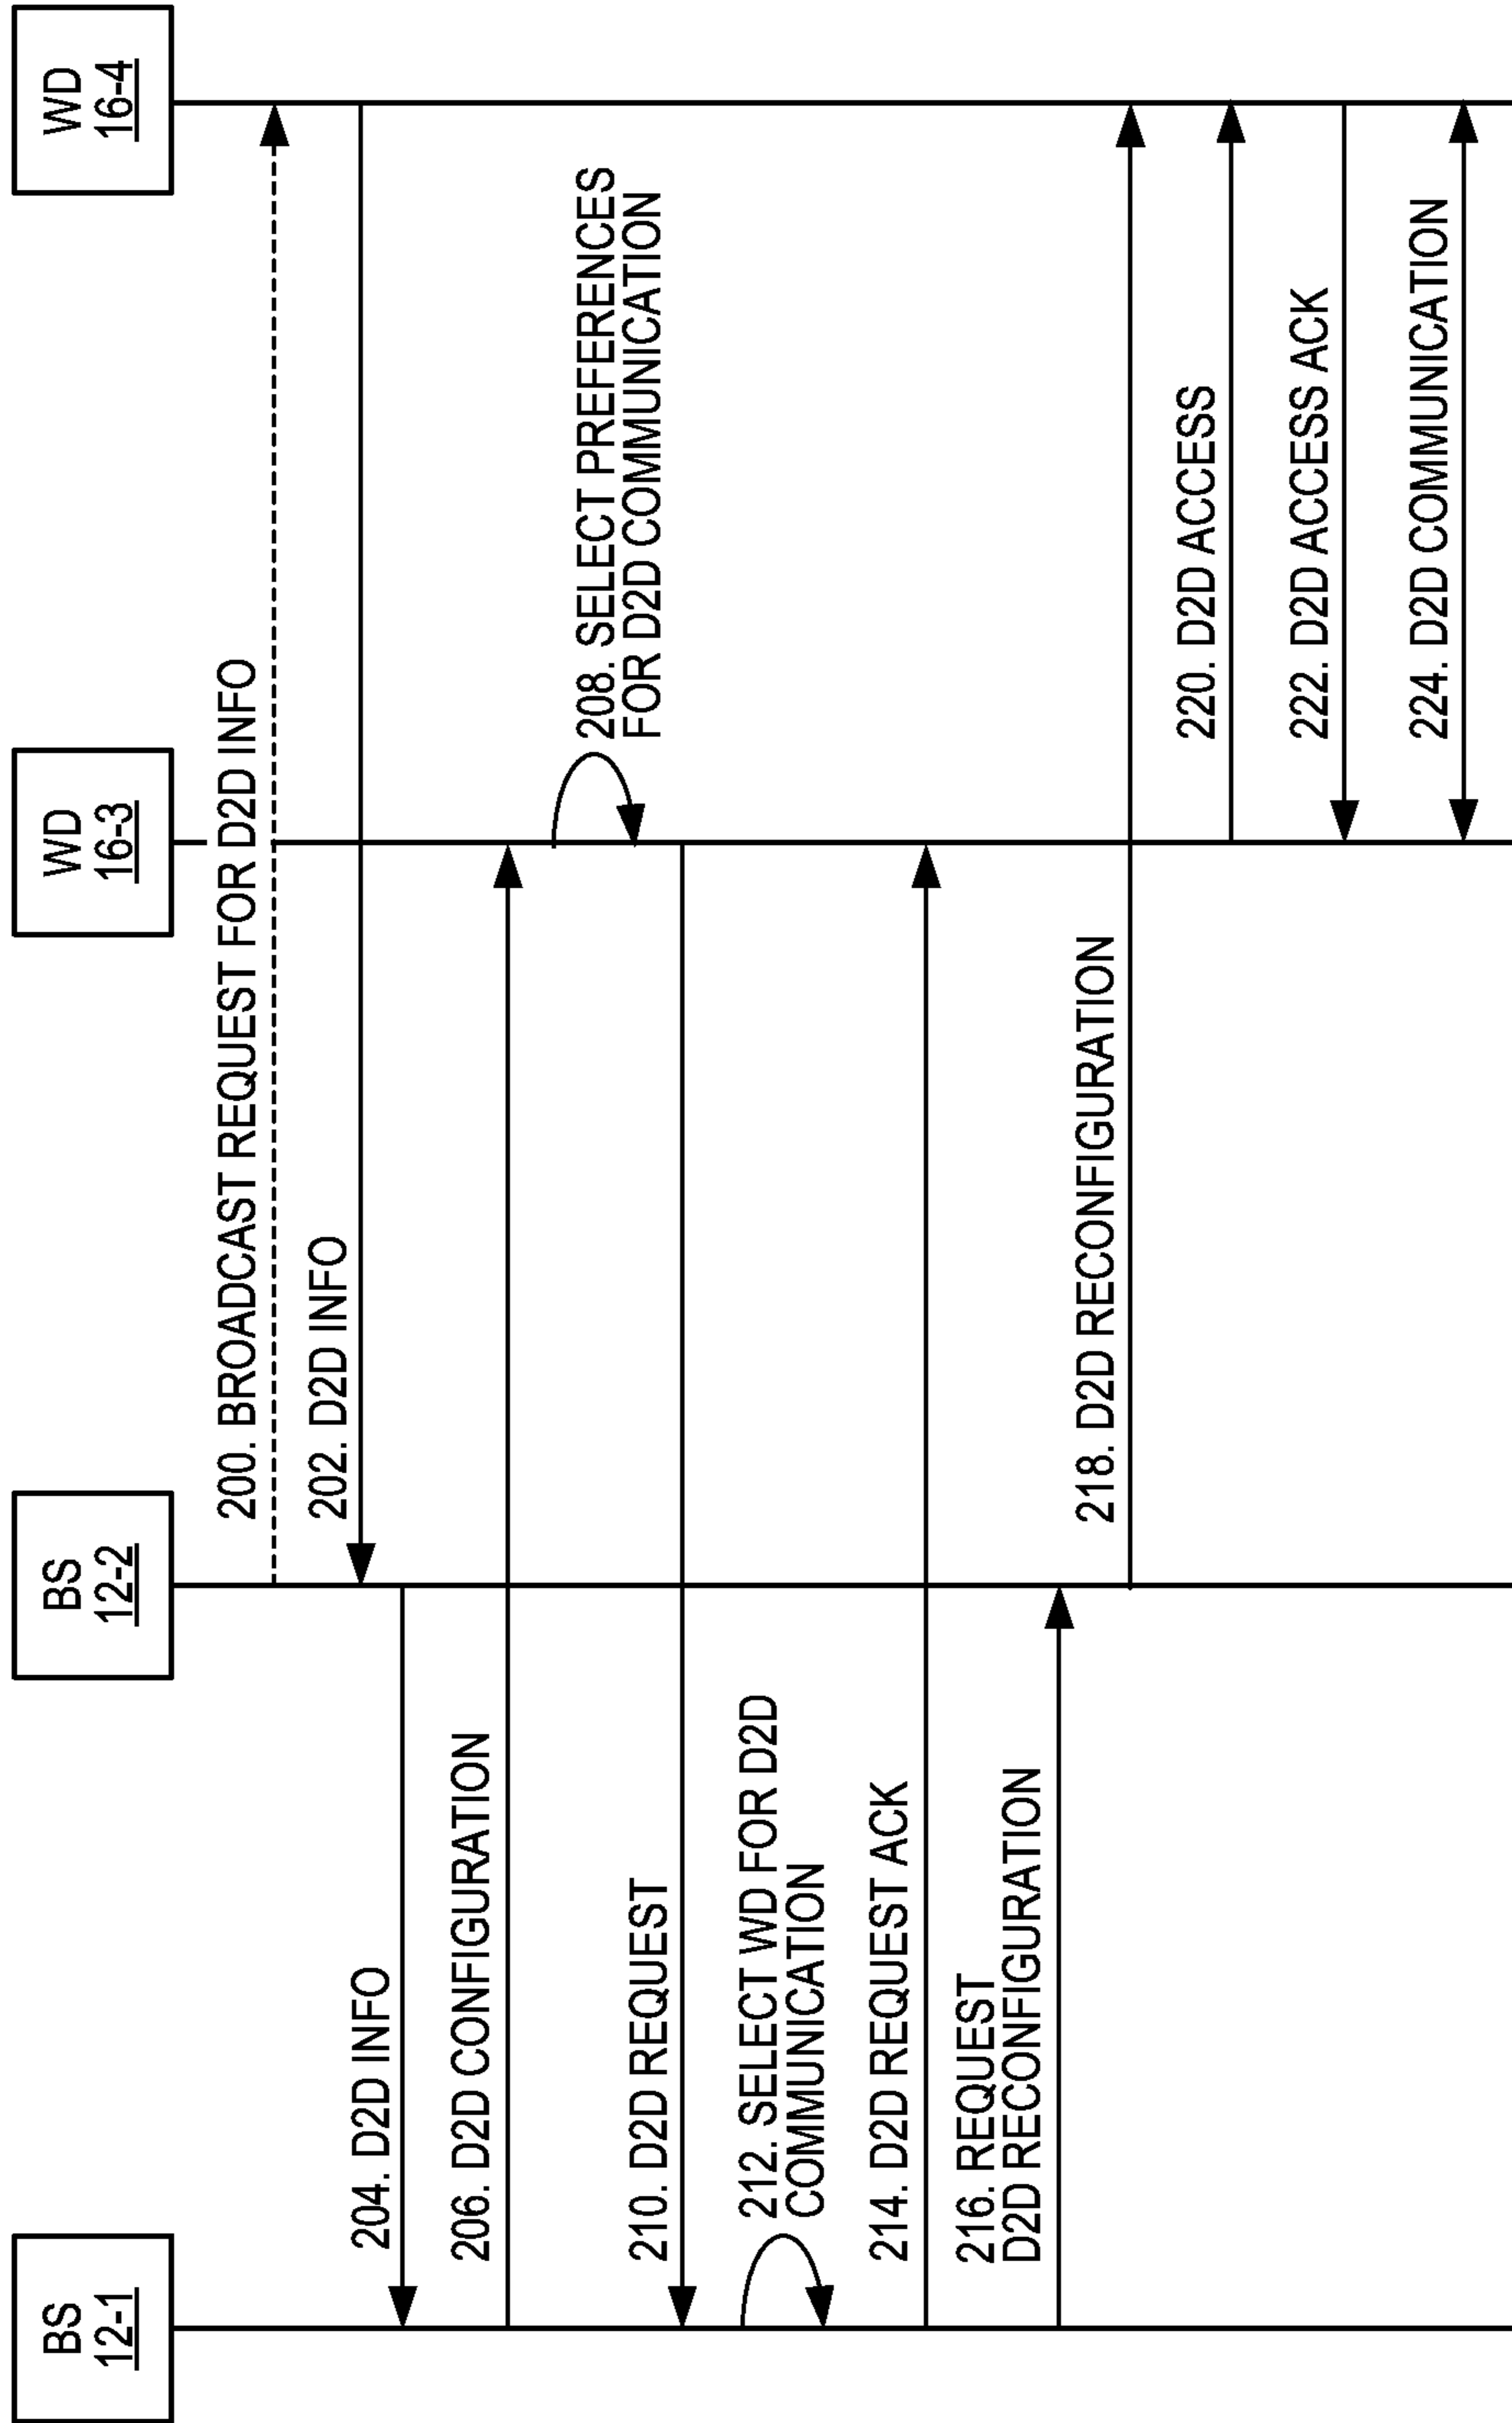 BS
12-1
BS
12-2
WD
16-3
WD
16-4
200. BROADCAST REQUEST FOR D2D INFO
202. D2D INFO
204. D2D INFO
206. D2D CONFIGURATION
208. SELECT PREFERENCES
FOR D2D COMMUNICATION
210. D2D REQUEST
212. SELECT WD FOR D2D
COMMUNICATION
214. D2D REQUEST ACK
216. REQUEST
D2D RECONFIGURATION
218. D2D RECONFIGURATION
220. D2D ACCESS
222. D2D ACCESS ACK
224. D2D COMMUNICATION